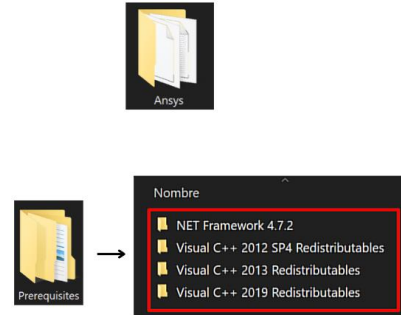 Ansys
Nombre
NET Framework 4.7.2
Visual C++ 2012 SP4 Redistributables
Visual C++ 2013 Redistributables
Visual C++ 2019 Redistributables
Prerequisites